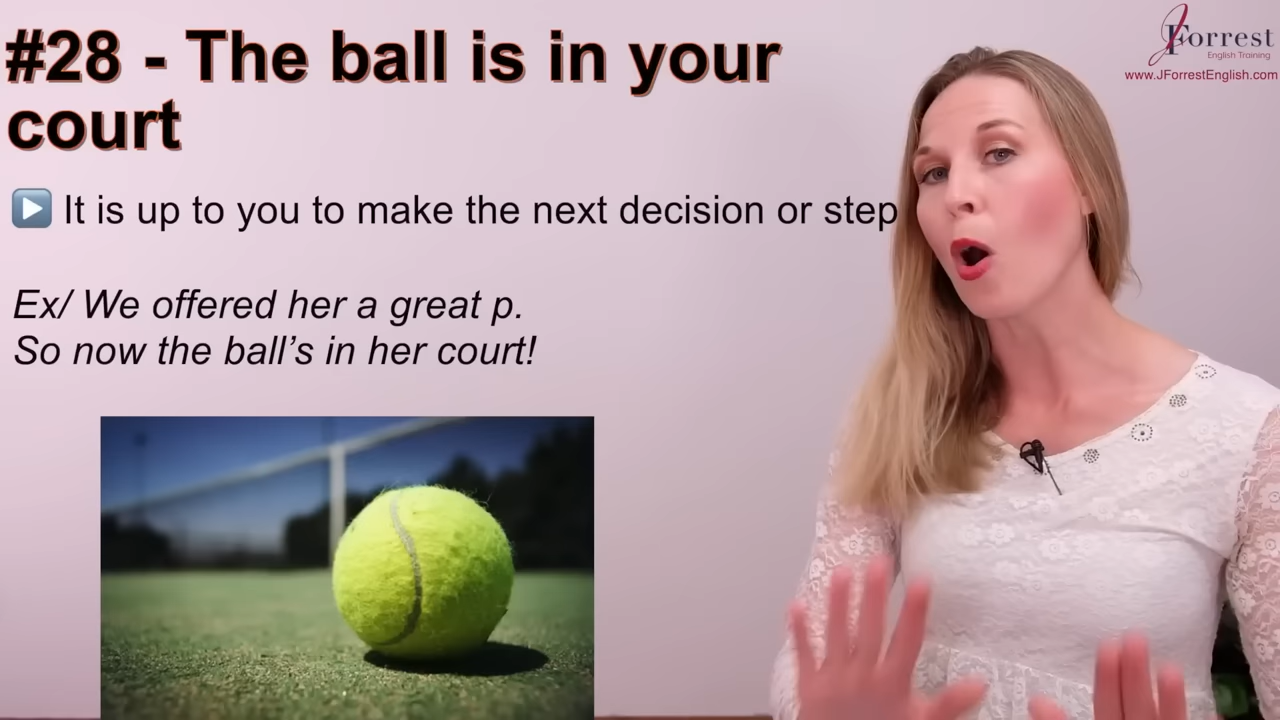 #28 - The ball is in your
court
It is up to you to make the next decision or step
Ex/ We offered her a great p.
So now the ball’s in her court!
JForrest
English Training
www.JForrestEnglish.com